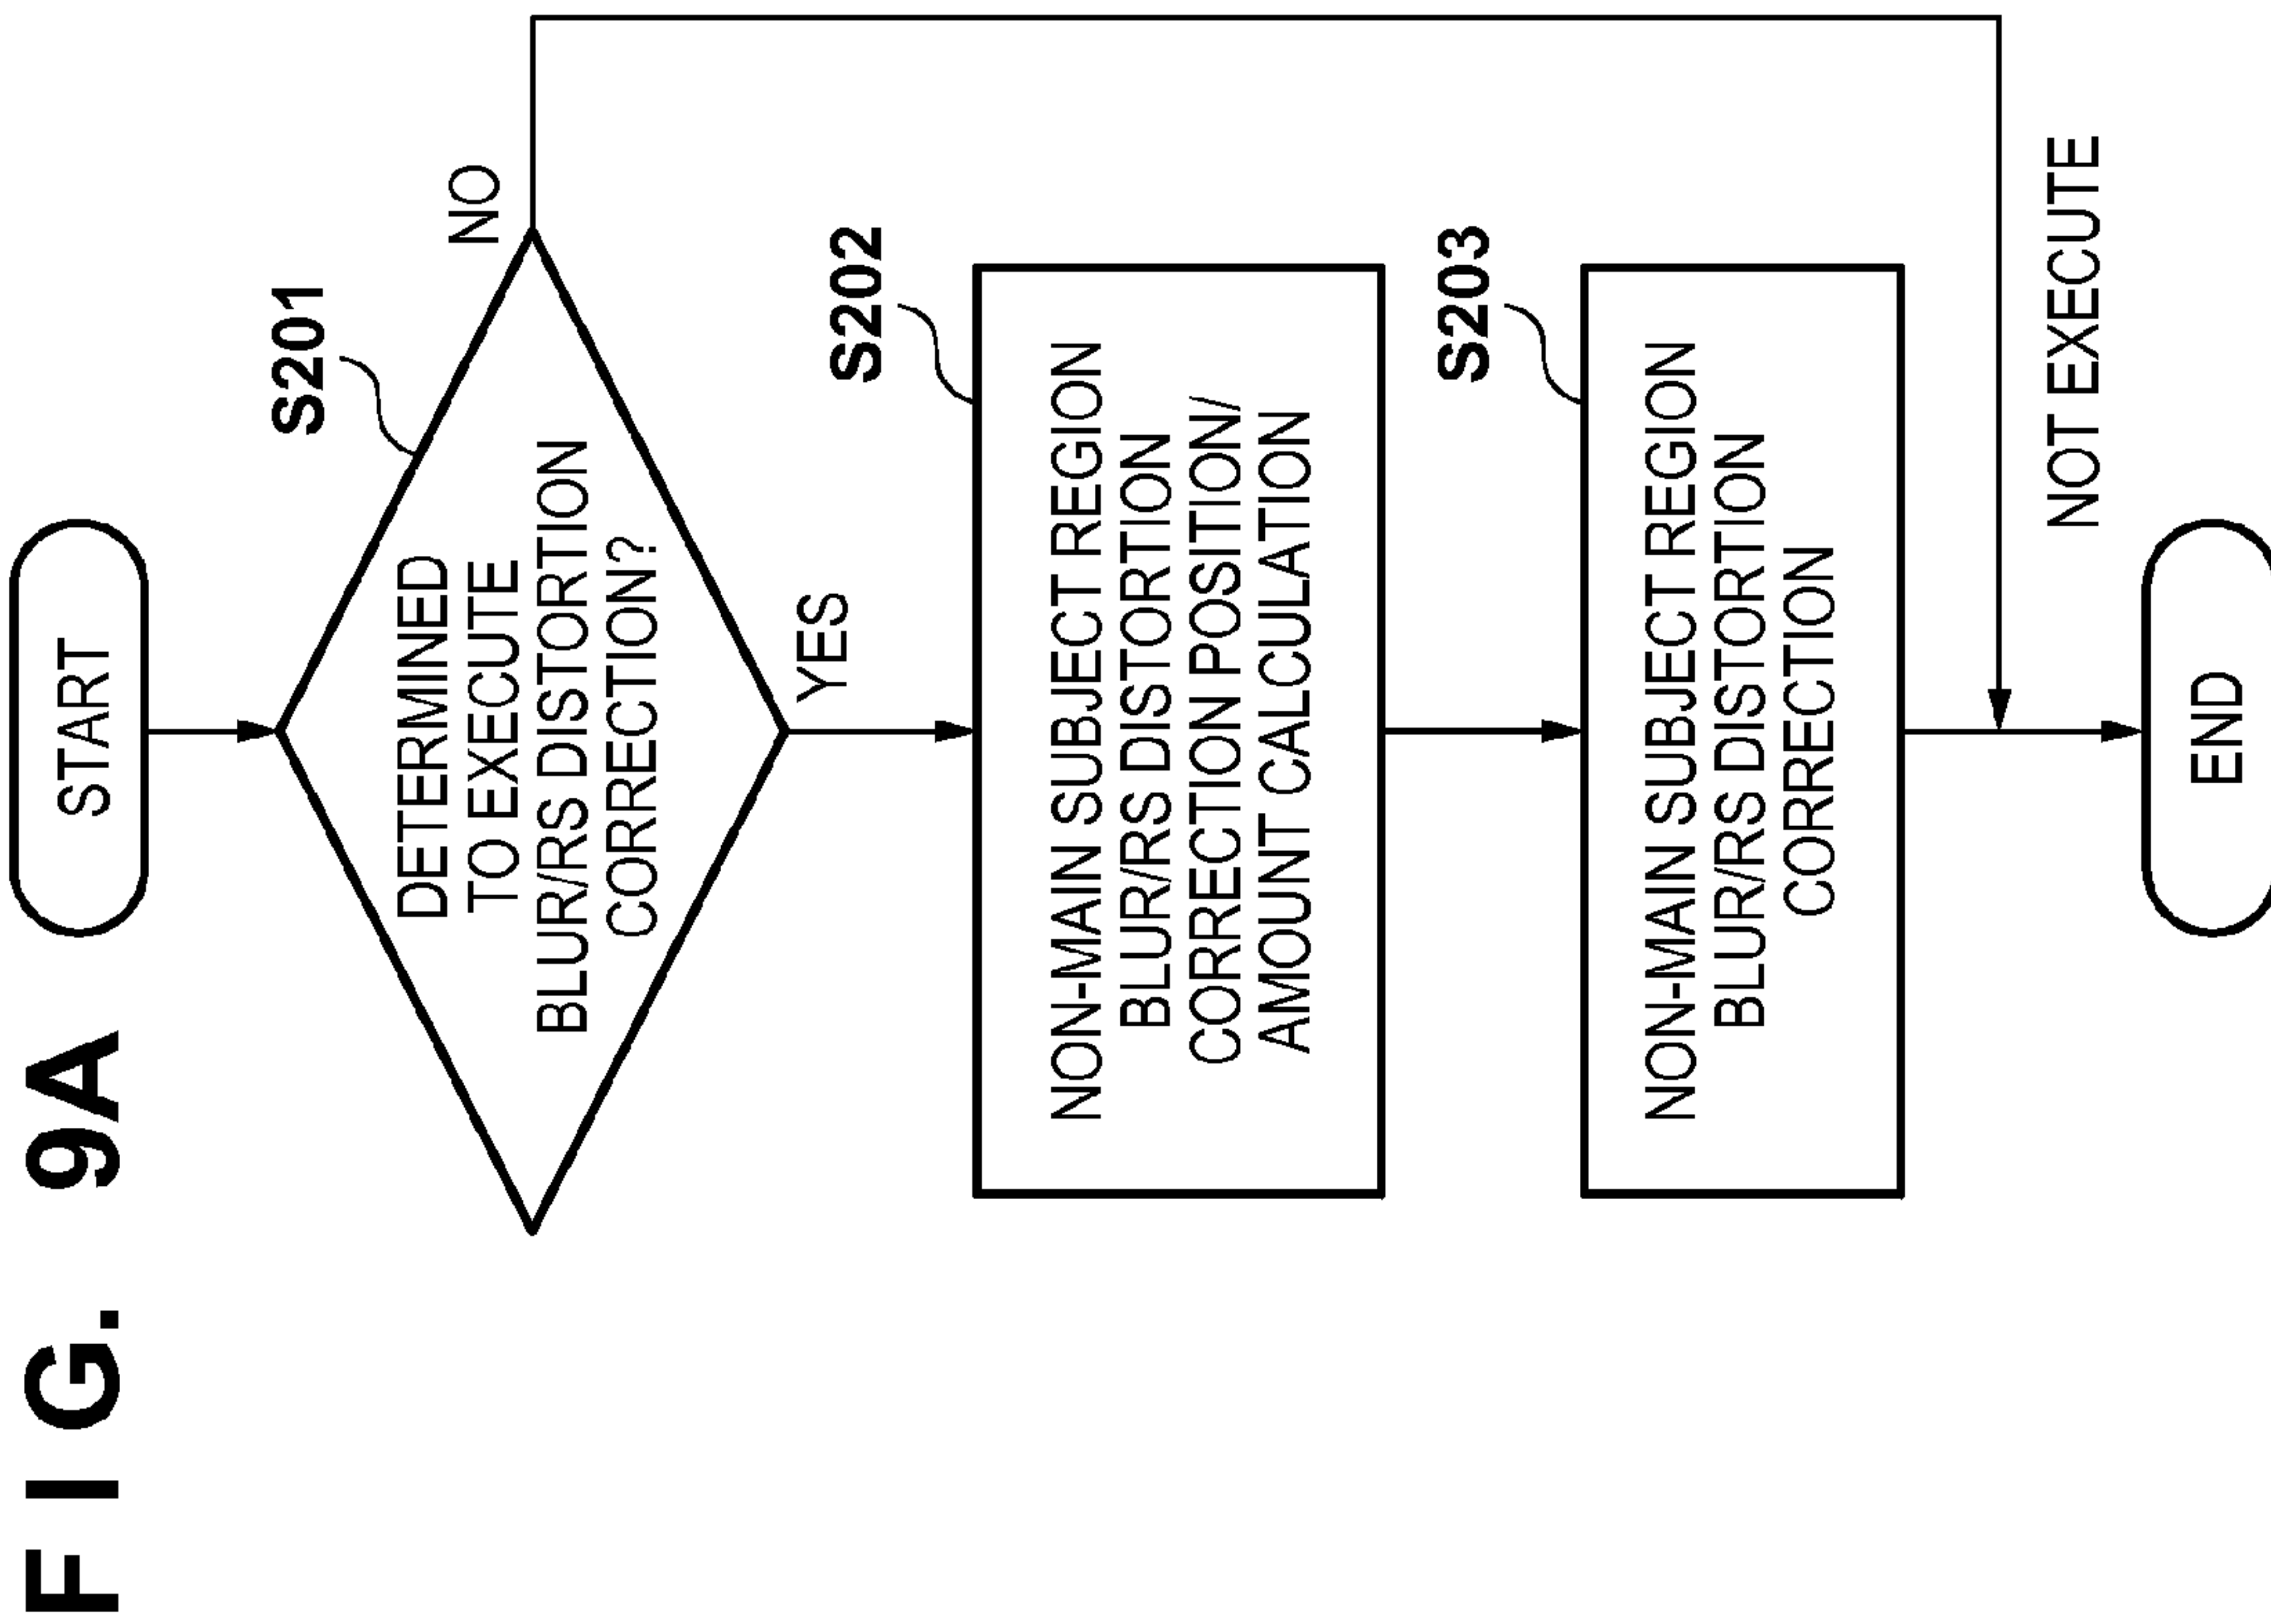 FIG. 9A
START
S201
DETERMINED
TO EXECUTE
BLUR/RS DISTORTION
CORRECTION?
NO
YES
S202
NON-MAIN SUBJECT REGION
BLUR/RS DISTORTION
CORRECTION POSITION/
AMOUNT CALCULATION
S203
NON-MAIN SUBJECT REGION
BLUR/RS DISTORTION
CORRECTION
NOT EXECUTE
END